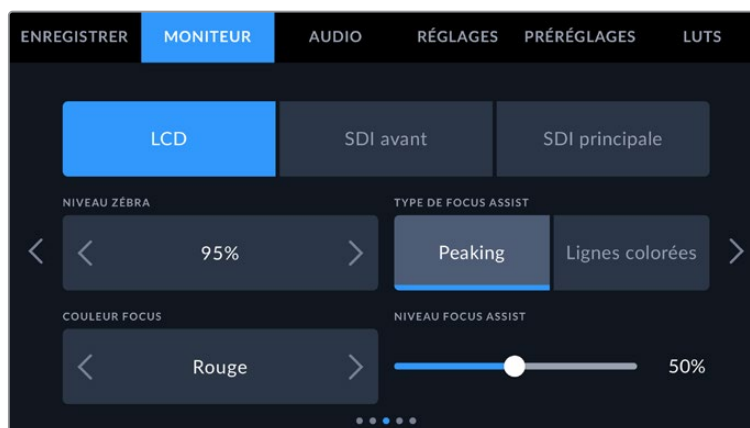 ENREGISTRER MONITEUR AUDIO RÉGLAGES PRÉRÉGLAGES LUTS
LCD SDI avant SDI principale
NIVEAU ZÉBRA TYPE DE FOCUS ASSIST
95% Peaking Lignes colorées
COULEUR FOCUS NIVEAU FOCUS ASSIST
Rouge 50%